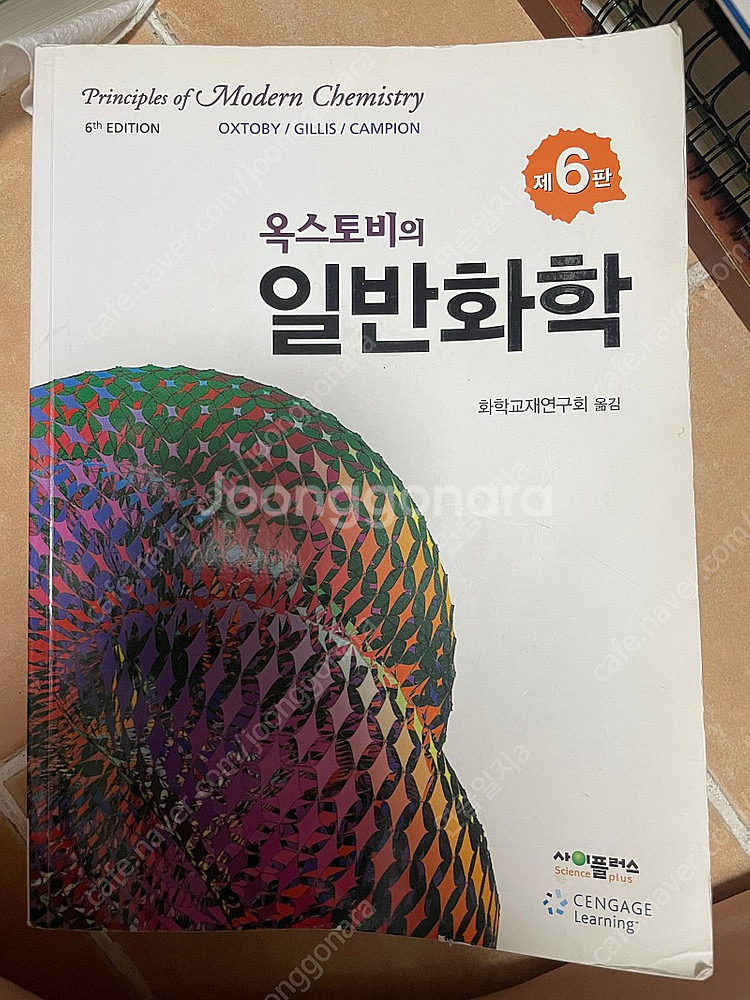 Principles of Modern Chemistry
6th EDITION OXTOBY / GILLIS / CAMPION
제6판
옥스토비의
일반화학
화학교재연구회 옮김
Joonggonara
사이플러스
Science plus
CENGAGE
Learning™